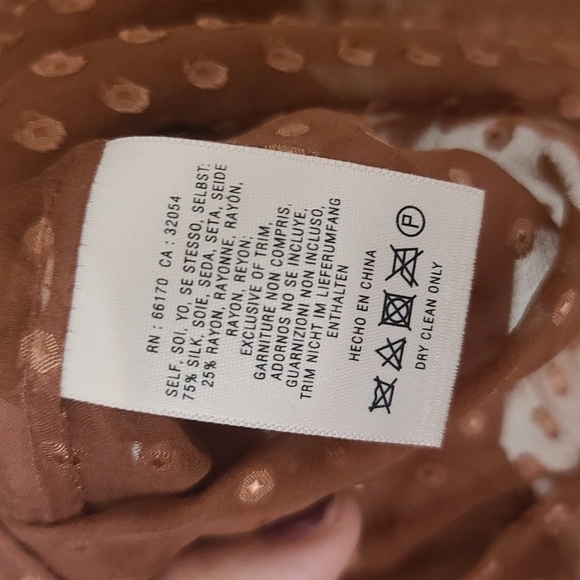 RN : 66170 CA : 32054
SELF, SOI, YO, SE STESSO, SELBST:
75% SILK, SOIE, SEDA, SETA, SEIDE
25% RAYON, RAYONNE, RAYÓN,
RAYON, REYON;
EXCLUSIVE OF TRIM,
GARNITURE NON COMPRIS,
ADORNOS NO SE INCLUYE,
GUARNIZIONI NON INCLUSO,
TRIM NICHT IM LIEFERUMFANG
ENTHALTEN
HECHO EN CHINA
P
DRY CLEAN ONLY